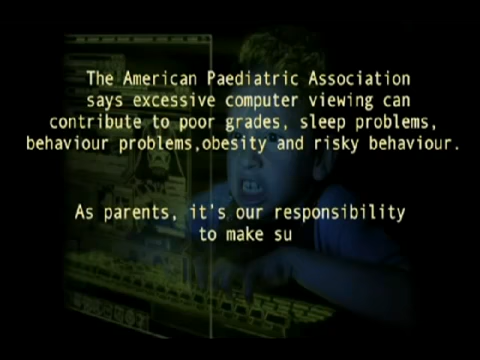 The American Paediatric Association
says excessive computer viewing can
contribute to poor grades, sleep problems,
behaviour problems,obesity and risky behaviour.
As parents, it's our responsibility
to make su